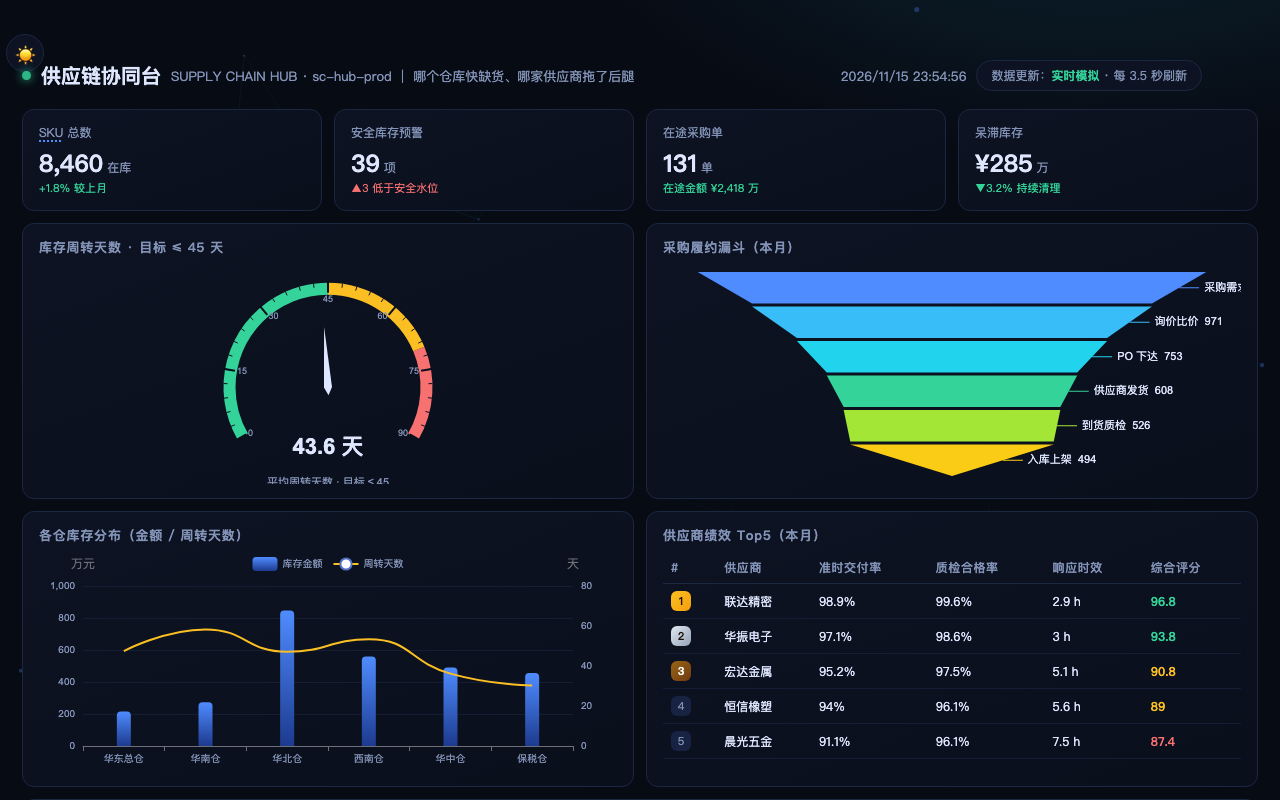 供应链协同台 SUPPLY CHAIN HUB · sc-hub-prod ｜ 哪个仓库快缺货、哪家供应商拖了后腿
2026/11/15 23:54:56
数据更新：实时模拟 · 每 3.5 秒刷新
SKU 总数
8,460 在库
+1.8% 较上月
安全库存预警
39 项
▲3 低于安全水位
在途采购单
131 单
在途金额 ¥2,418 万
呆滞库存
¥285 万
▼3.2% 持续清理
库存周转天数 · 目标 ≤ 45 天
0
15
30
45
60
75
90
43.6 天
平均周转天数 · 目标 ≤ 45
采购履约漏斗（本月）
采购需
询价比价 971
PO 下达 753
供应商发货 608
到货质检 526
入库上架 494
各仓库存分布（金额 / 周转天数）
万元
库存金额
周转天数
天
1,000
800
600
400
200
0
80
60
40
20
0
华东总仓
华南仓
华北仓
西南仓
华中仓
保税仓
供应商绩效 Top5（本月）
# 供应商 准时交付率 质检合格率 响应时效 综合评分
1 联达精密 98.9% 99.6% 2.9 h 96.8
2 华振电子 97.1% 98.6% 3 h 93.8
3 宏达金属 95.2% 97.5% 5.1 h 90.8
4 恒信橡塑 94% 96.1% 5.6 h 89
5 晨光五金 91.1% 96.1% 7.5 h 87.4